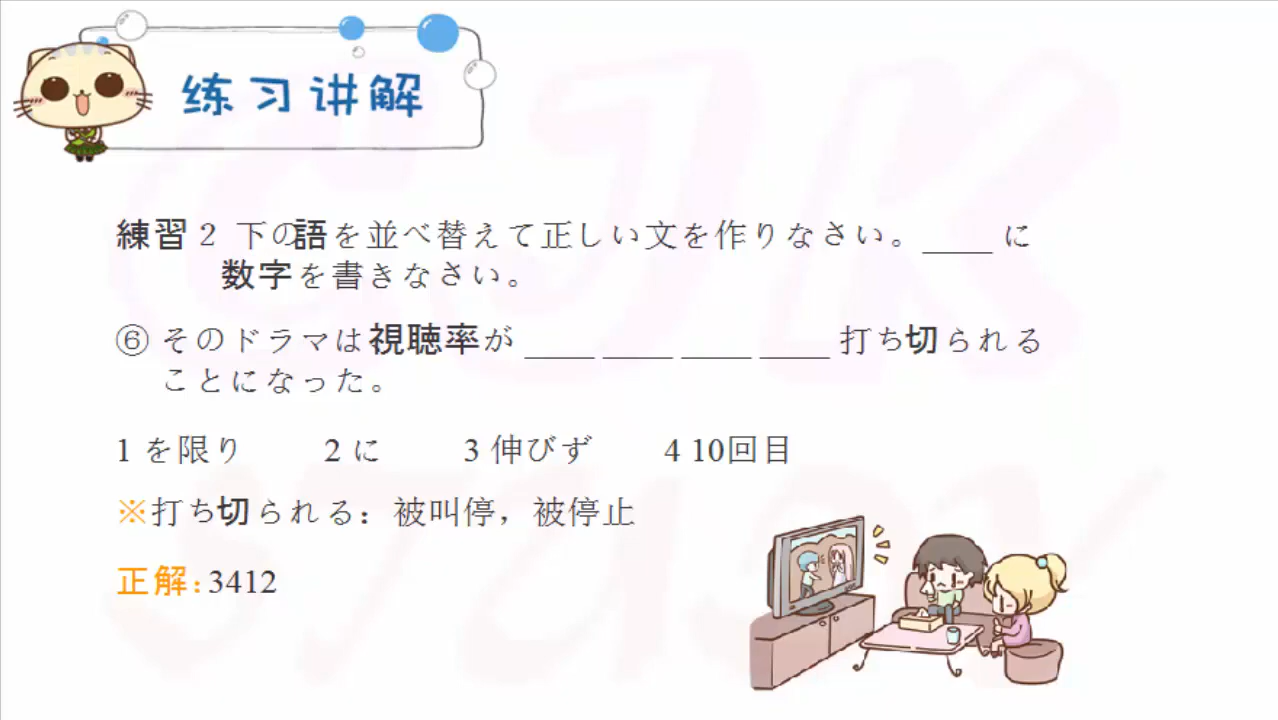 练习讲解
練習２ 下の語を並べ替えて正しい文を作りなさい。____ に
数字を書きなさい。
⑥ そのドラマは視聴率が ____ ____ ____ ____ 打ち切られる
ことになった。
1 を限り 2 に 3 伸びず 4 10回目
※打ち切られる：被叫停，被停止
正解：3412